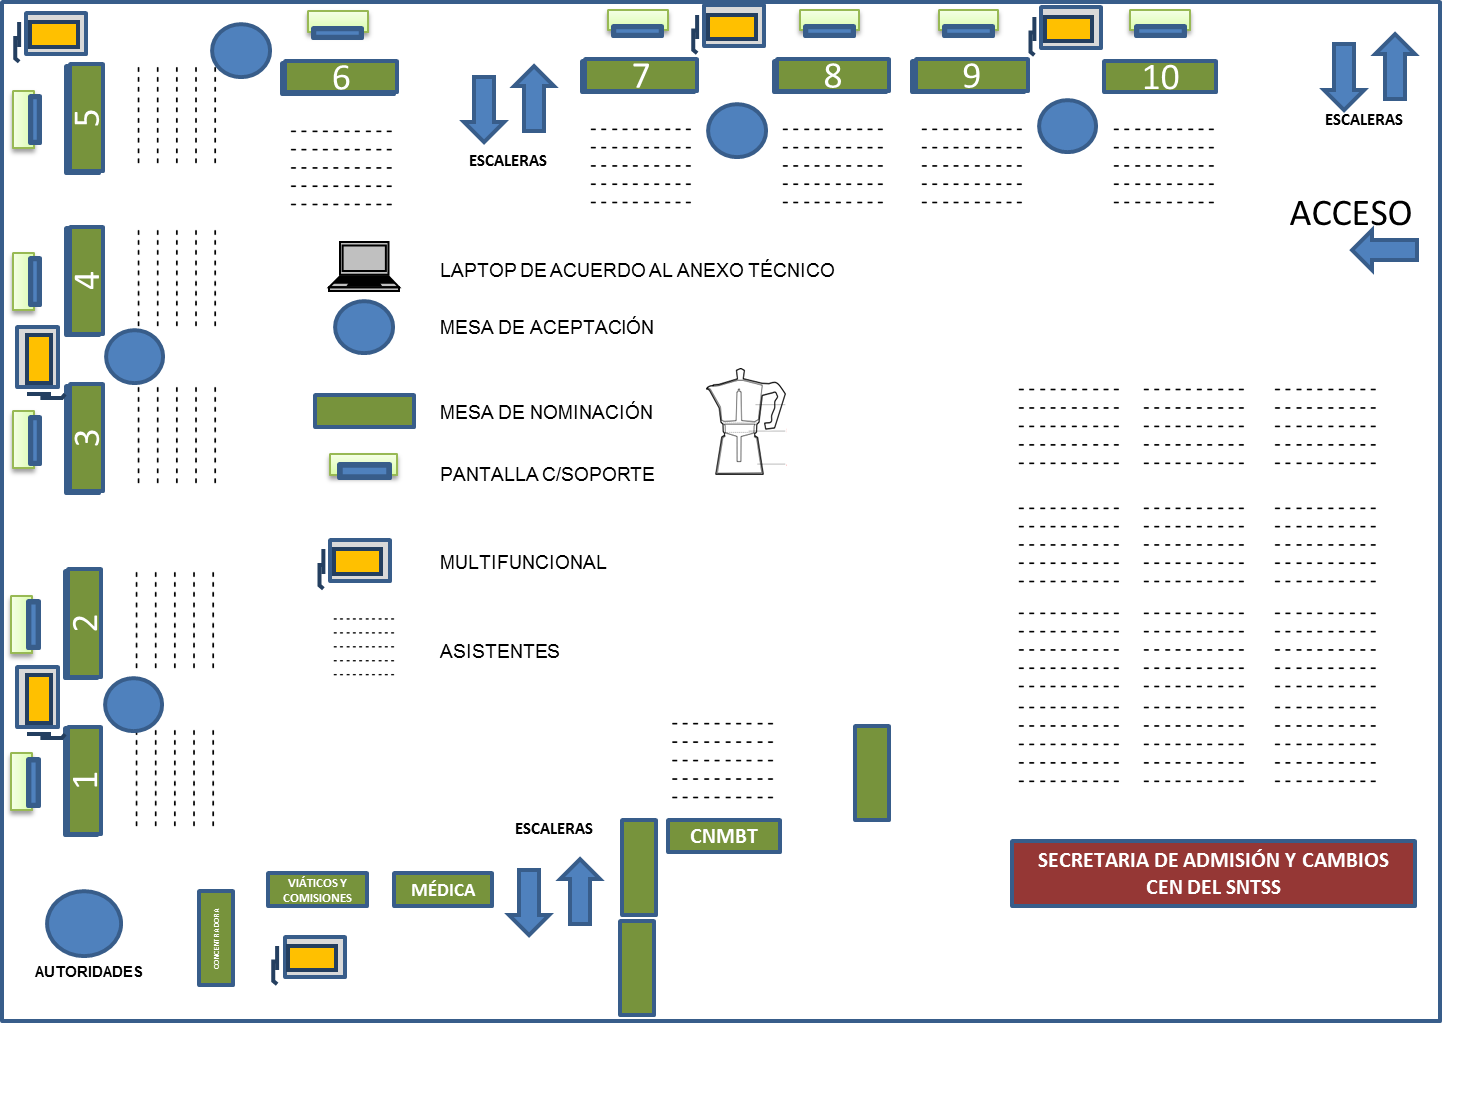 6
7
8
9
10
5
ESCALERAS
ESCALERAS
ACCESO
4
LAPTOP DE ACUERDO AL ANEXO TÉCNICO
MESA DE ACEPTACIÓN
3
MESA DE NOMINACIÓN
PANTALLA C/SOPORTE
MULTIFUNCIONAL
2
ASISTENTES
1
ESCALERAS
CNMBT
SECRETARIA DE ADMISIÓN Y CAMBIOS
CEN DEL SNTSS
VIÁTICOS Y
COMISIONES
MÉDICA
CONCENTRADORA
AUTORIDADES